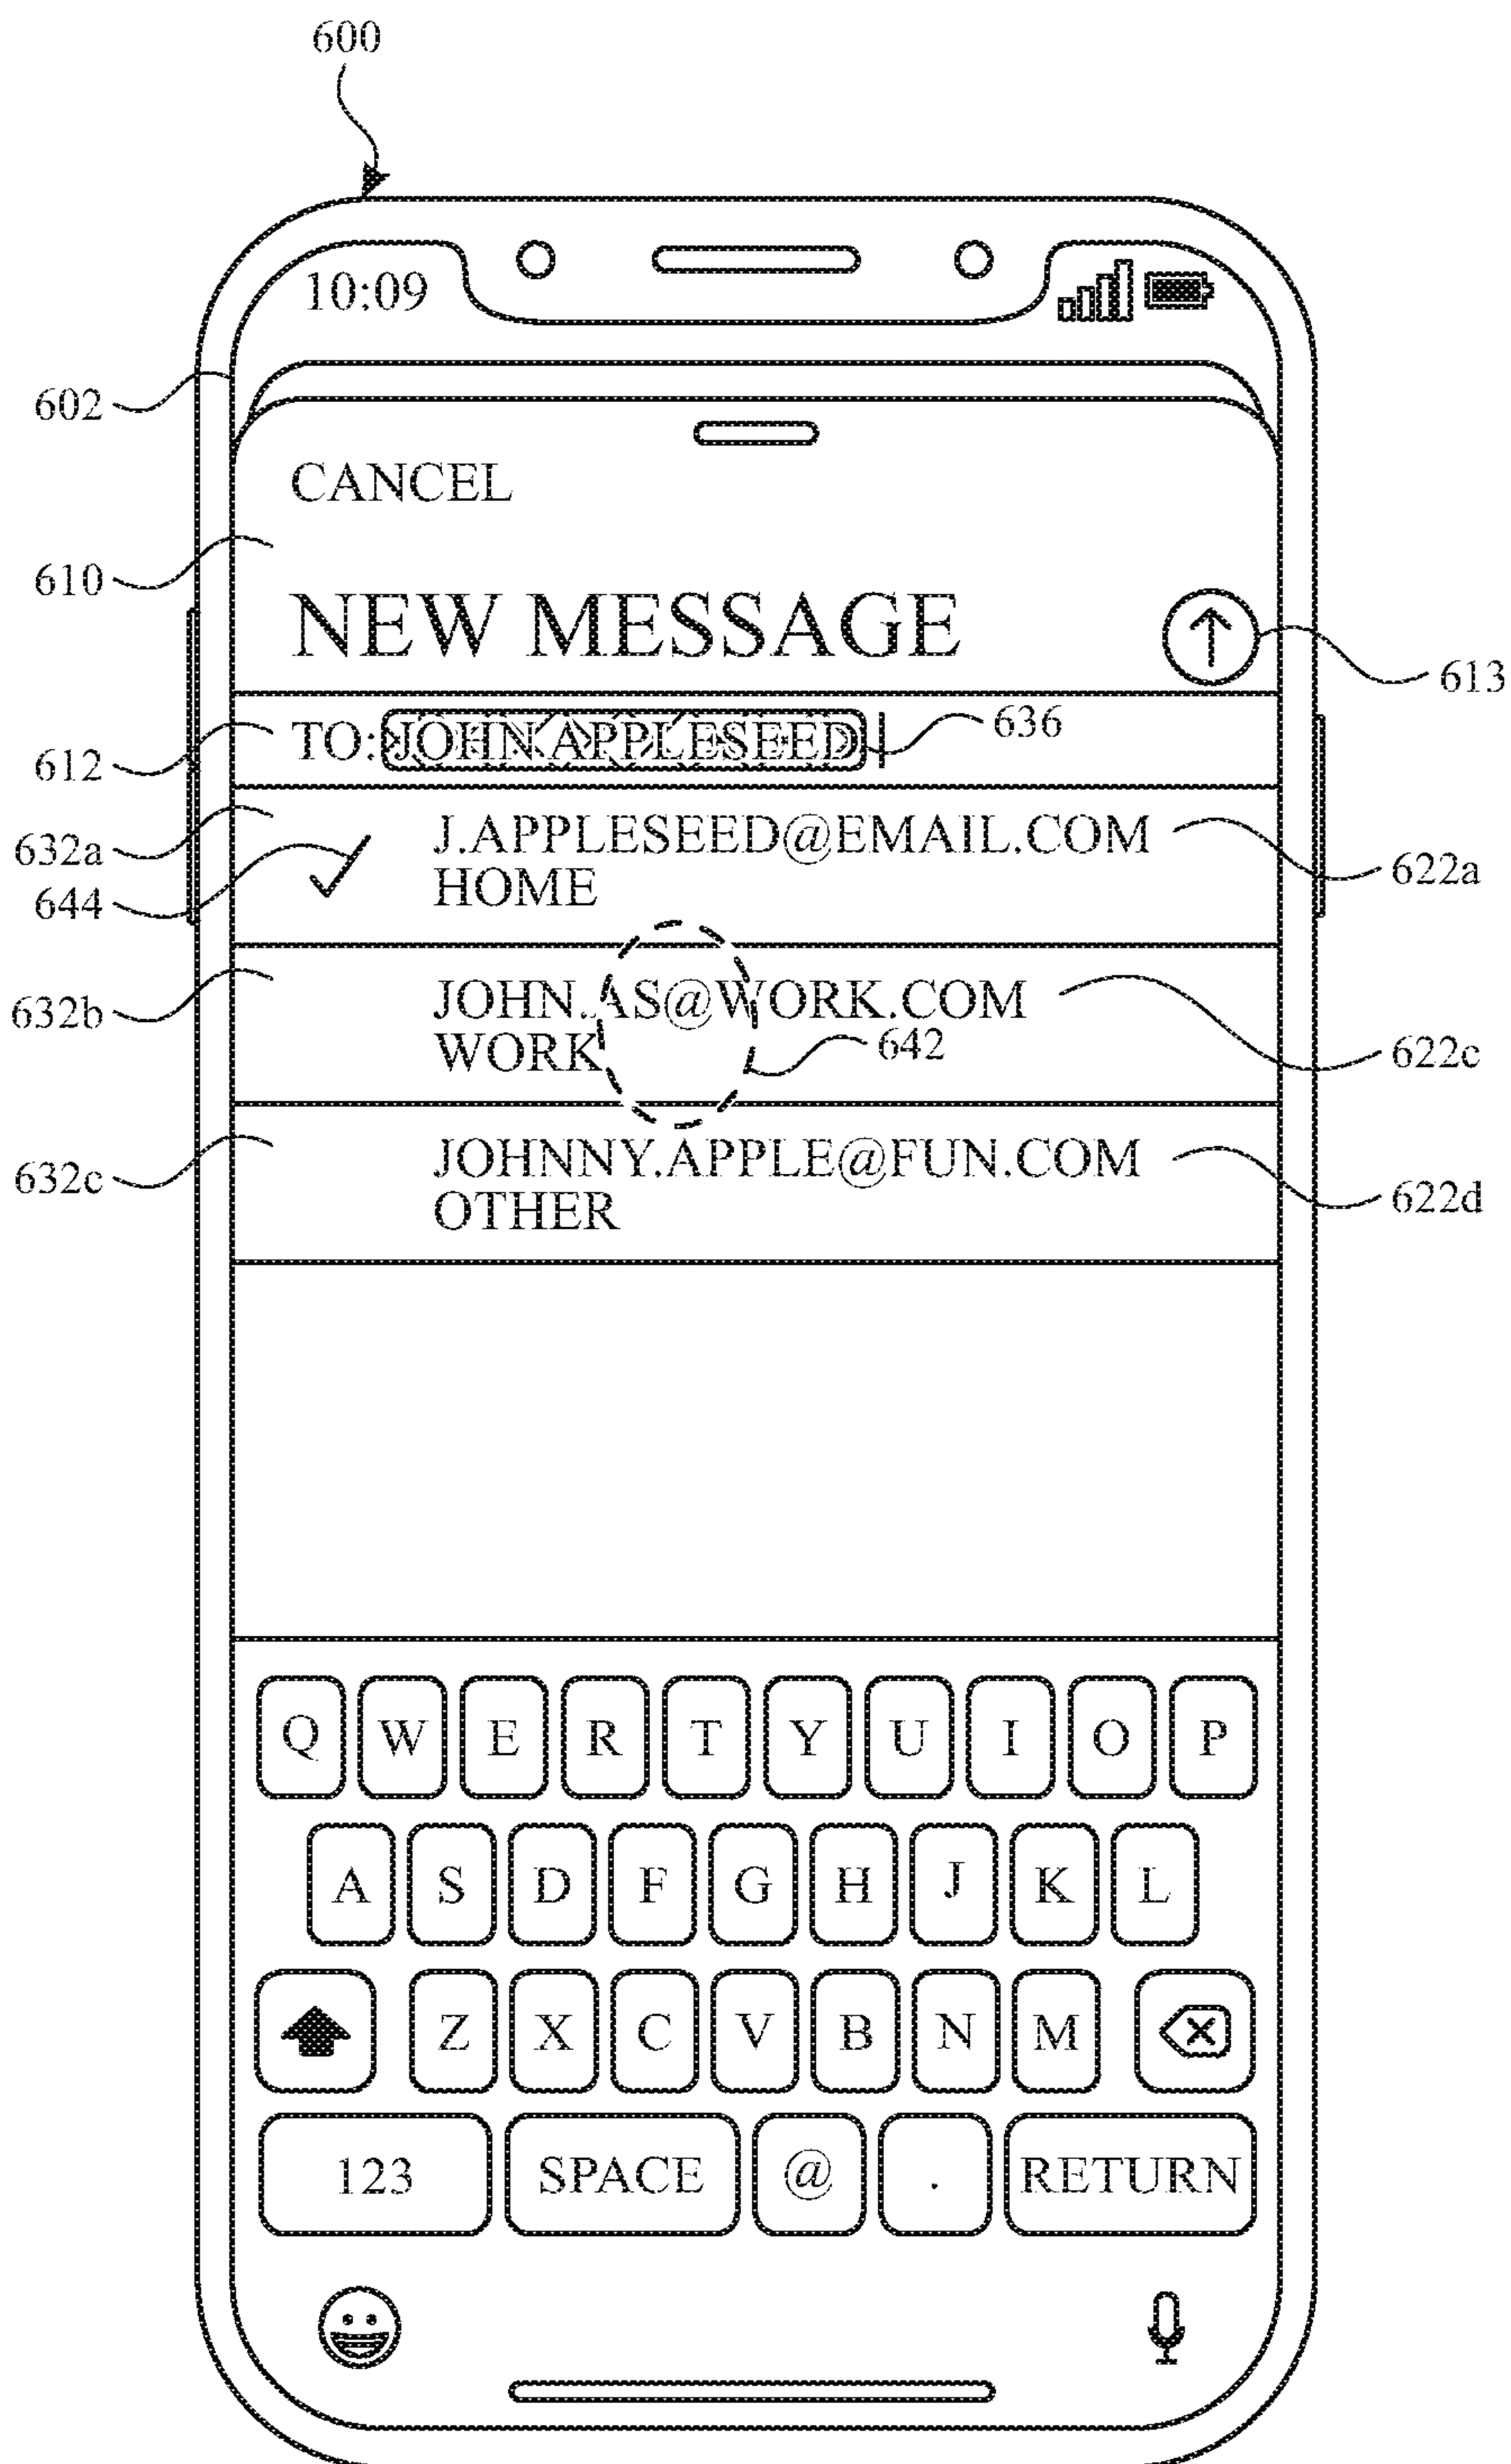 600
10:09
602
CANCEL
610
NEW MESSAGE
613
612
TO: JOHN APPLESEED
636
632a
J.APPLESEED@EMAIL.COM
622a
644
HOME
632b
JOHN.AS@WORK.COM
WORK
642
622c
632c
JOHNNY.APPLE@FUN.COM
622d
OTHER
Q W E R T Y U I O P
A S D F G H J K L
Z X C V B N M
123 SPACE @ . RETURN